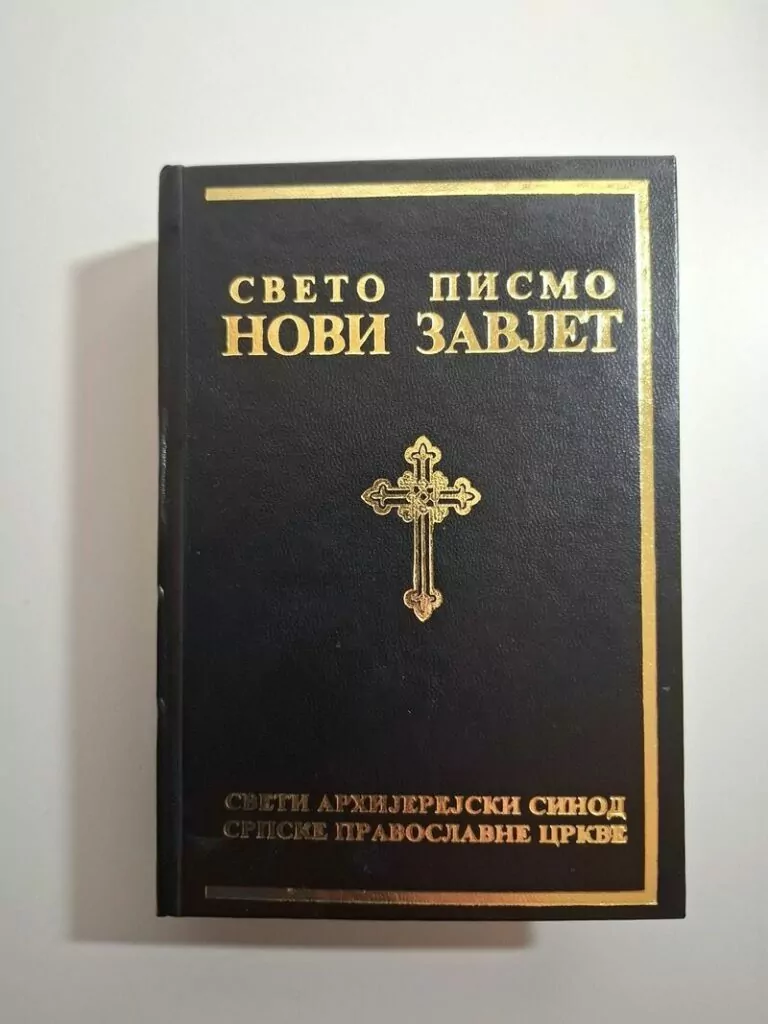 СВЕТО ПИСМО
НОВИ ЗАВЈЕТ
СВЕТИ АРХИЈЕРЕЈСКИ СИНОД
СРПСКЕ ПРАВОСЛАВНЕ ЦРКВЕ